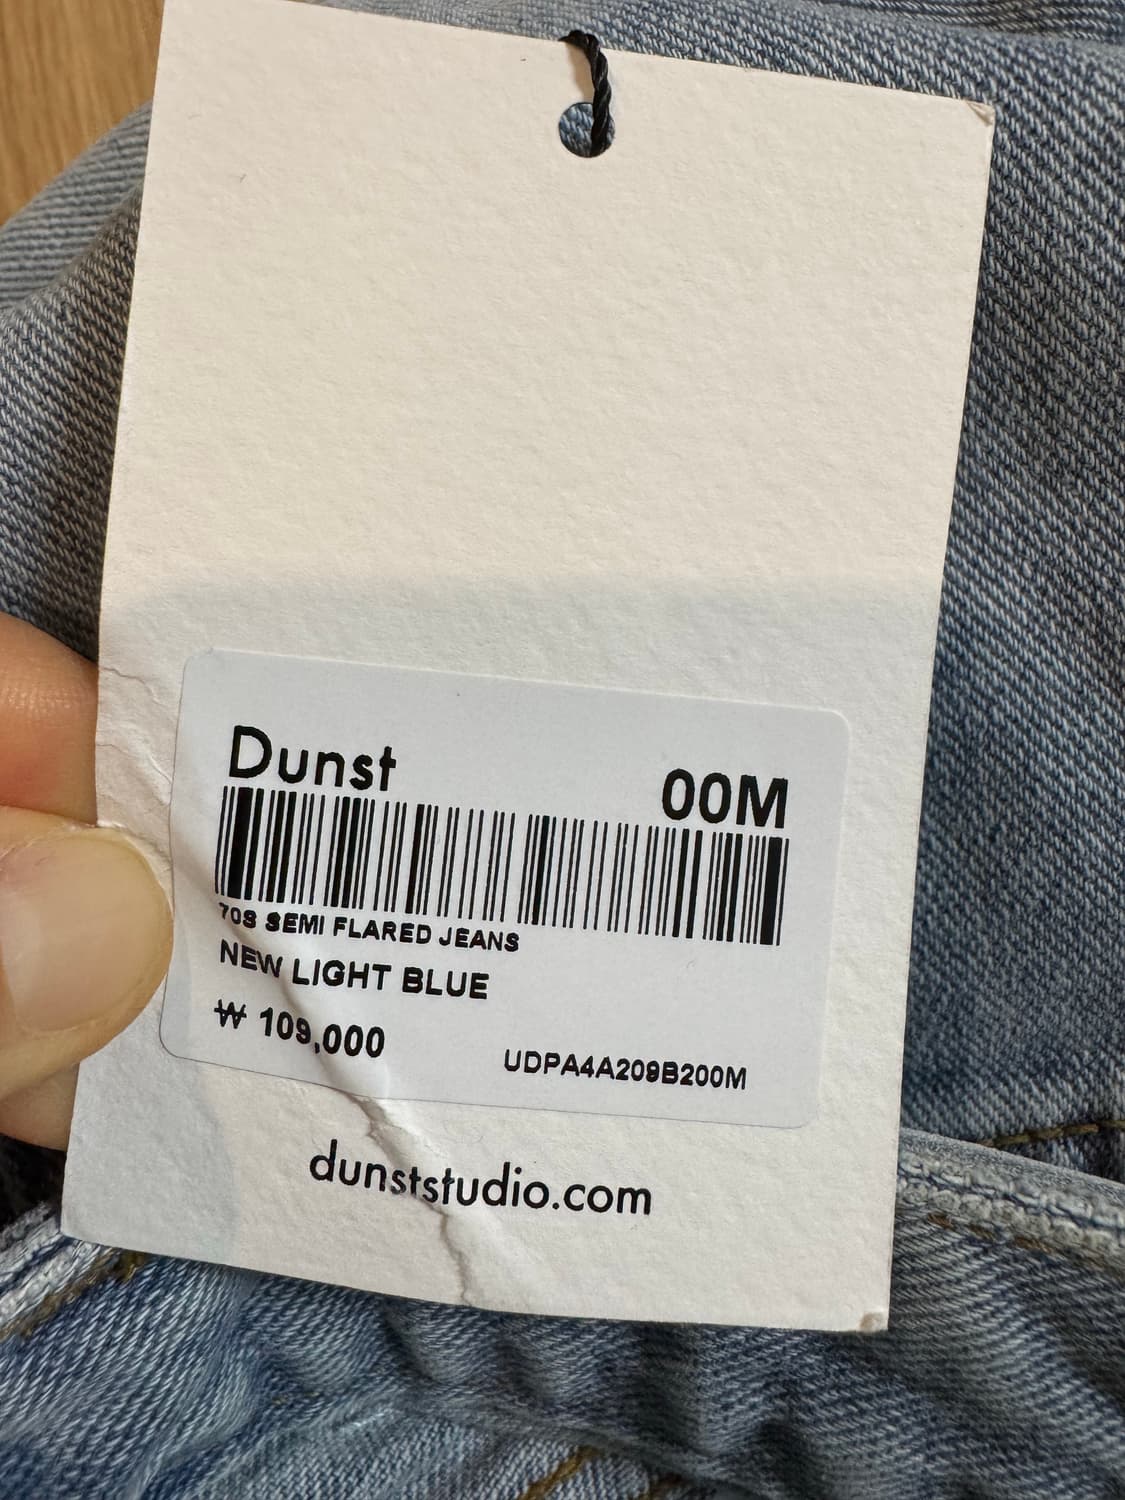 Dunst
00M
70S SEMI FLARED JEANS
NEW LIGHT BLUE
₩ 109,000
UDPA4A209B200M
dunststudio.com